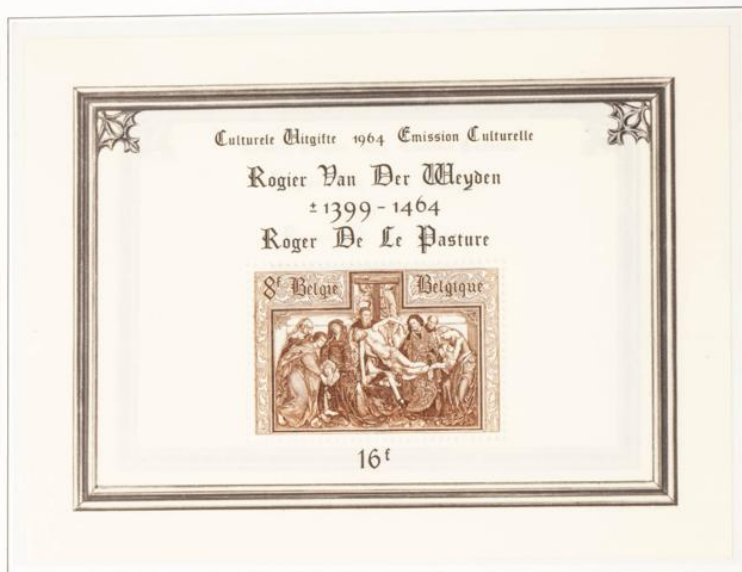 Culturele Uitgifte 1964 Emission Culturelle
Rogier Van Der Weyden
± 1399 - 1464
Roger De Le Pasture
8f België Belgique
16f